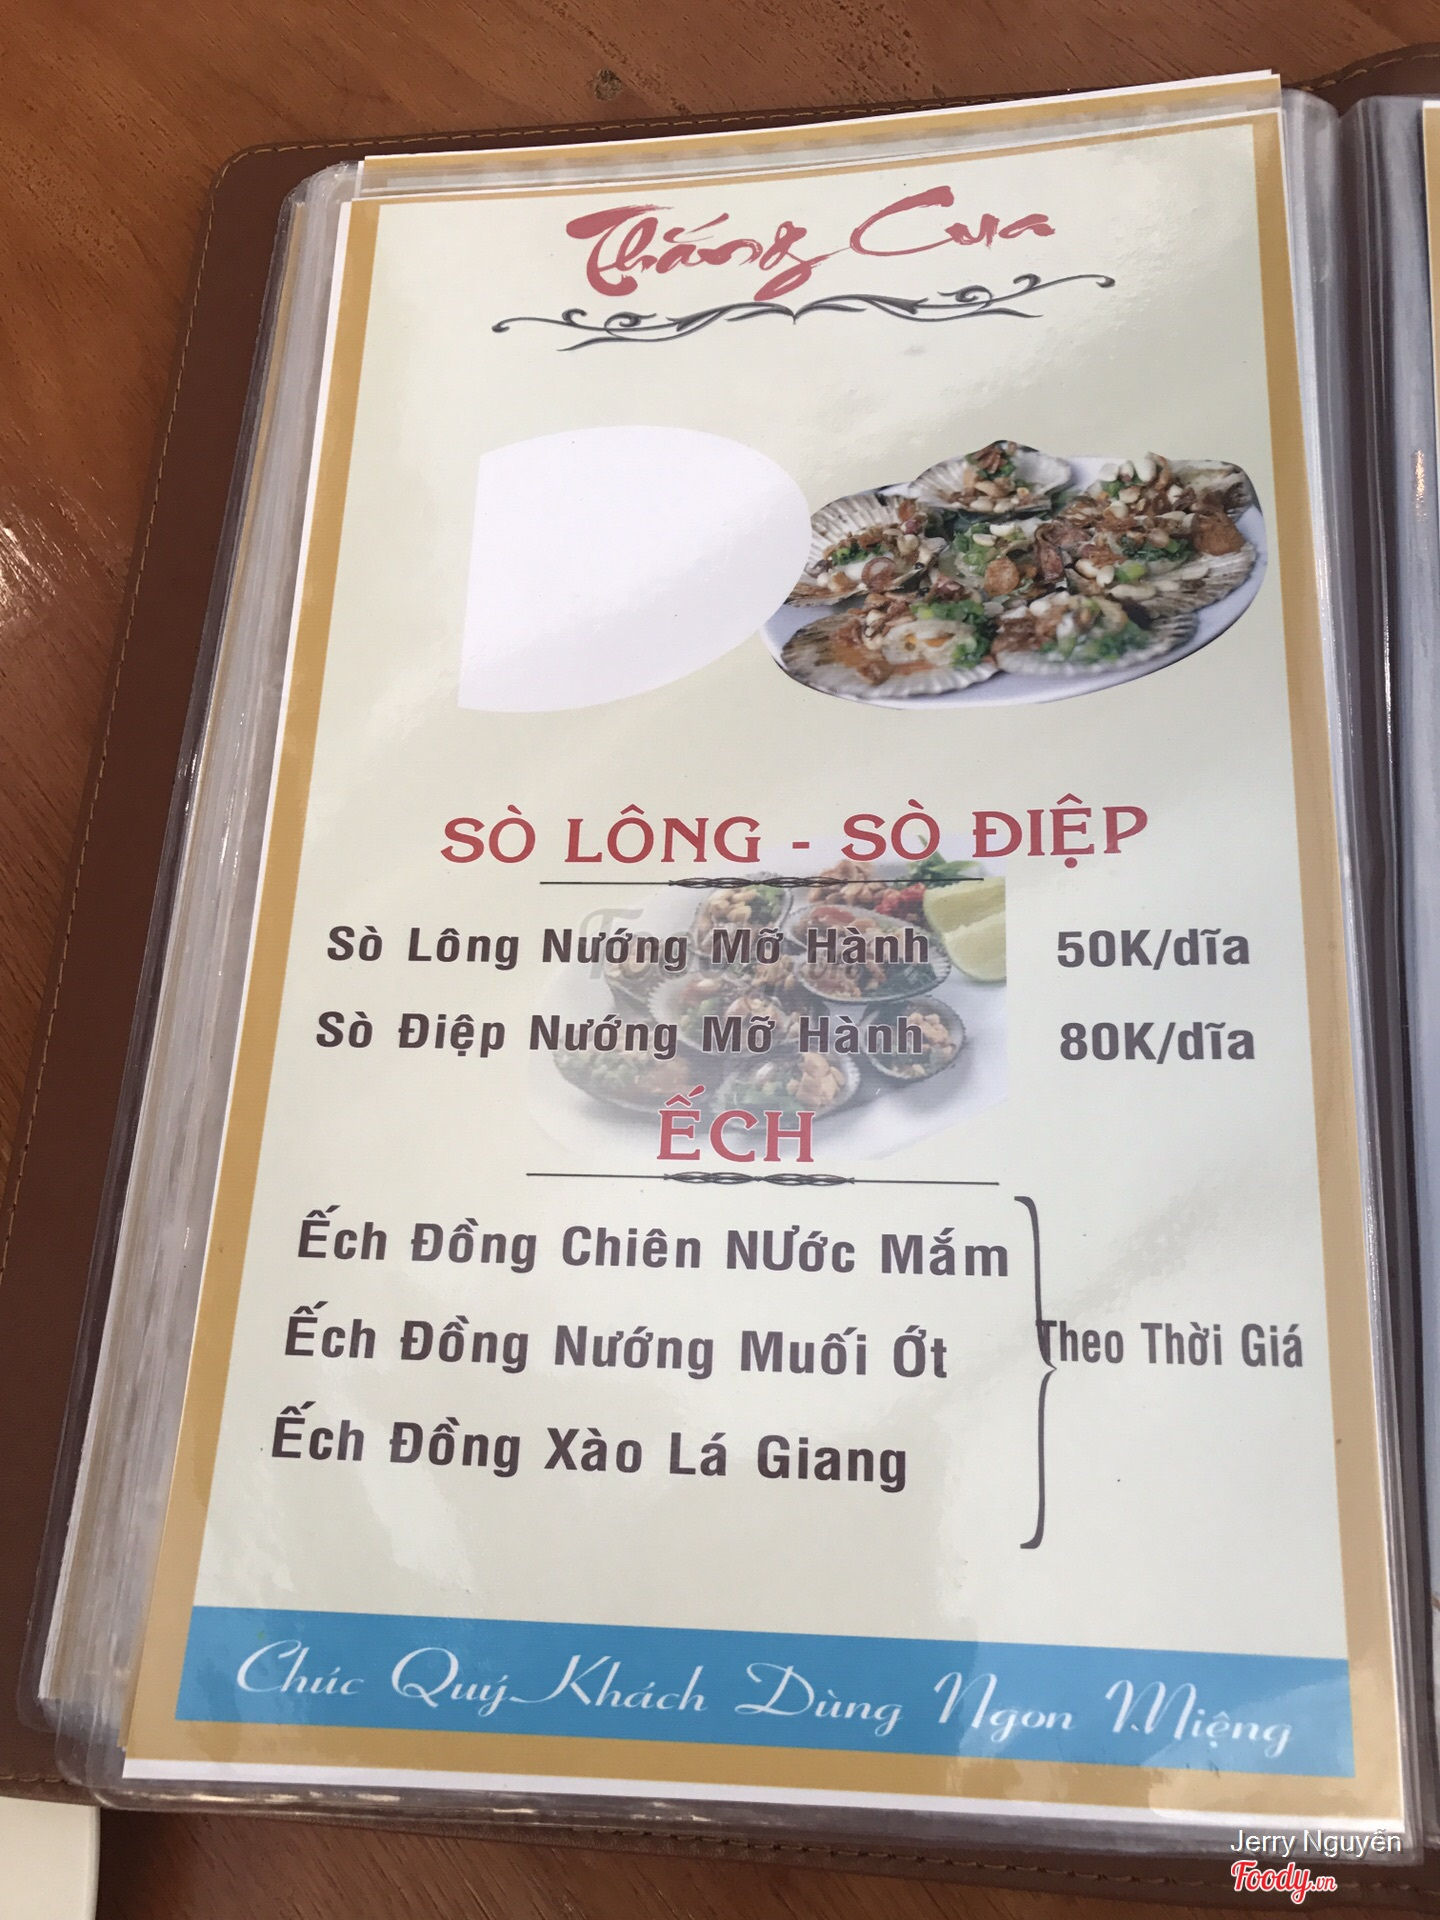 Thắng Cua
SÒ LÔNG - SÒ ĐIỆP
Sò Lông Nướng Mỡ Hành 50K/dĩa
Sò Điệp Nướng Mỡ Hành 80K/dĩa
ẾCH
Ếch Đồng Chiên NƯớc Mắm
Ếch Đồng Nướng Muối Ớt Theo Thời Giá
Ếch Đồng Xào Lá Giang
Chúc Quý Khách Dùng Ngon Miệng
Jerry Nguyễn
Foody.vn